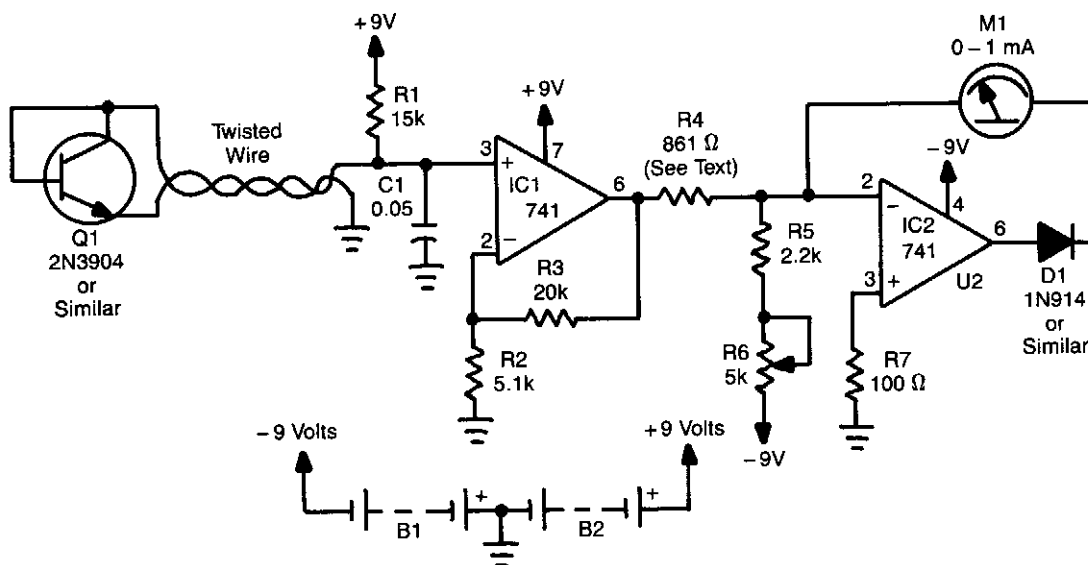 +9V
R1
15k
Twisted
Wire
C1
0.05
Q1
2N3904
or
Similar
+9V
3
+
7
IC1
741
6
2
−
R3
20k
R2
5.1k
R4
861 Ω
(See Text)
R5
2.2k
R6
5k
−9V
M1
0 – 1 mA
−9V
2
−
4
IC2
741
6
3
+
U2
R7
100 Ω
D1
1N914
or
Similar
−9 Volts
+9 Volts
+
+
B1
B2